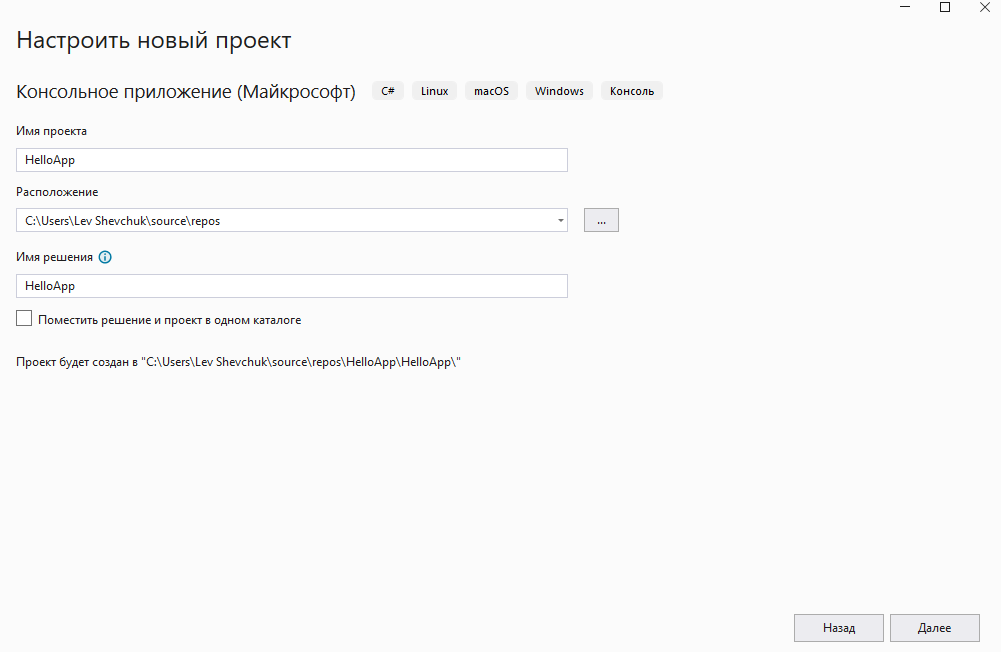 Настроить новый проект
Консольное приложение (Майкрософт) C# Linux macOS Windows Консоль
Имя проекта
HelloApp
Расположение
C:\Users\Lev Shevchuk\source\repos
...
Имя решения
HelloApp
Поместить решение и проект в одном каталоге
Проект будет создан в "C:\Users\Lev Shevchuk\source\repos\HelloApp\HelloApp\"
Назад Далее